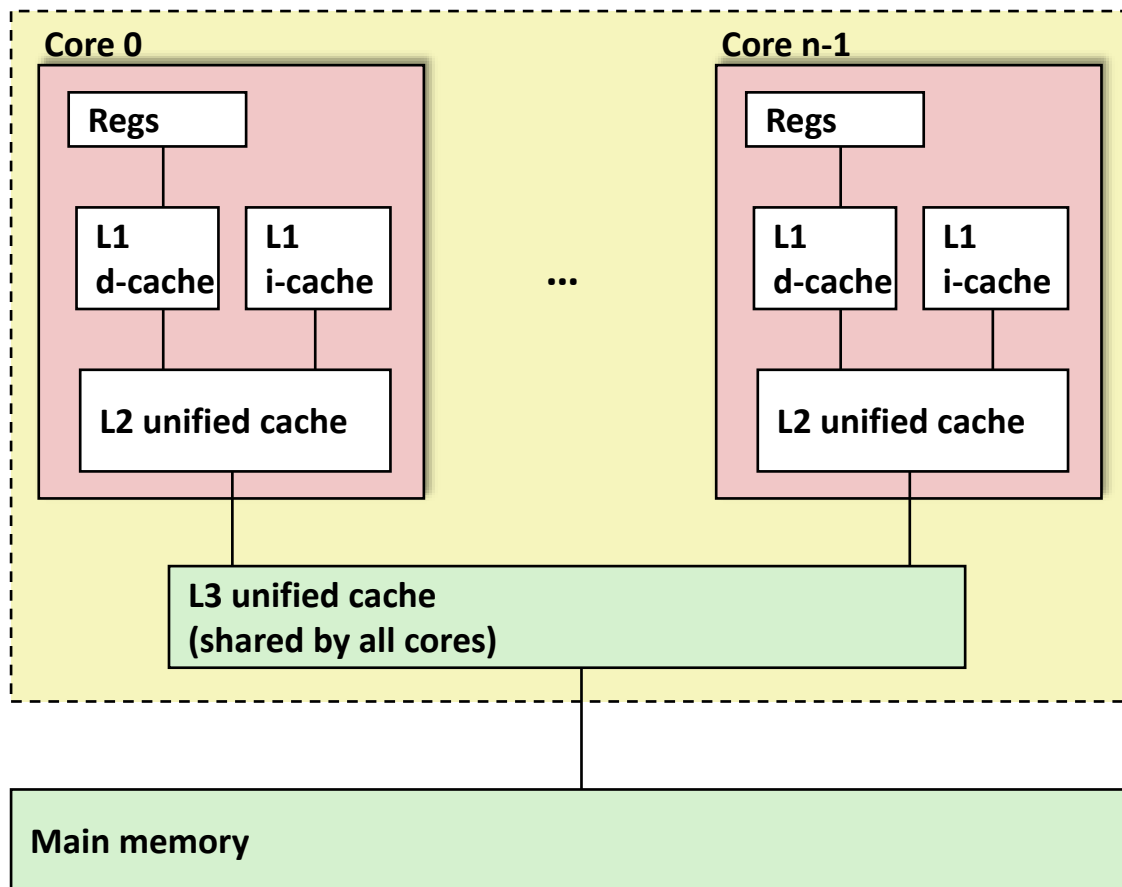 Core 0
Core n-1
Regs
Regs
L1
d-cache
L1
i-cache
...
L1
d-cache
L1
i-cache
L2 unified cache
L2 unified cache
L3 unified cache
(shared by all cores)
Main memory